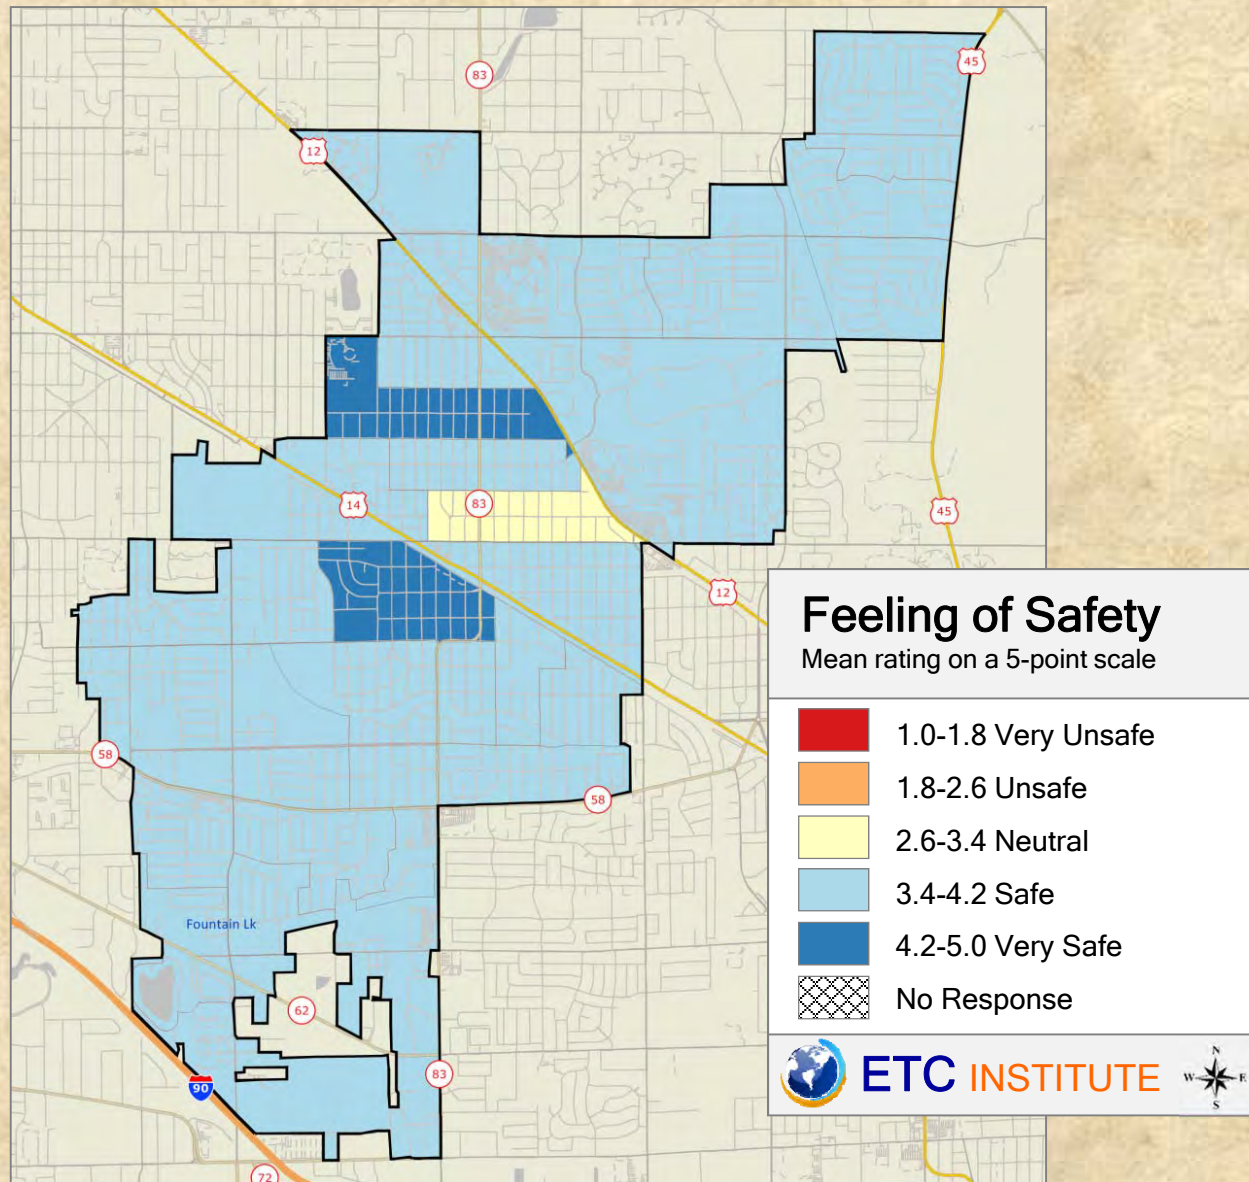 83
45
12
14
83
45
12
Feeling of Safety
Mean rating on a 5-point scale
1.0-1.8 Very Unsafe
1.8-2.6 Unsafe
2.6-3.4 Neutral
3.4-4.2 Safe
4.2-5.0 Very Safe
No Response
58
58
Fountain Lk
62
83
90
72
ETC INSTITUTE
N
W E
S